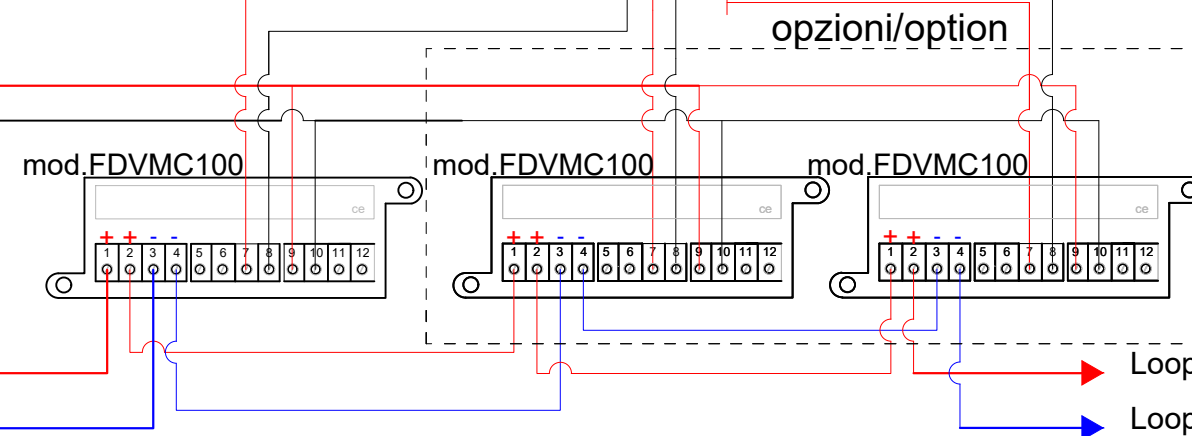 opzioni/option
mod.FDVMC100 mod.FDVMC100 mod.FDVMC100
ce ce ce
+ + - - + + - - + + - -
1 2 3 4 5 6 7 8 9 10 11 12 1 2 3 4 5 6 7 8 9 10 11 12 1 2 3 4 5 6 7 8 9 10 11 12
Loop
Loop